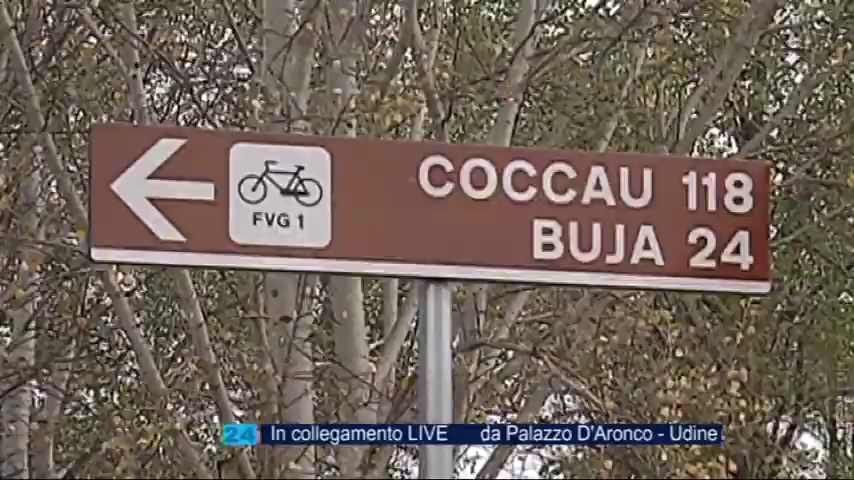 FVG 1
COCCAU 118
BUJA 24
24 In collegamento LIVE da Palazzo D'Aronco - Udine